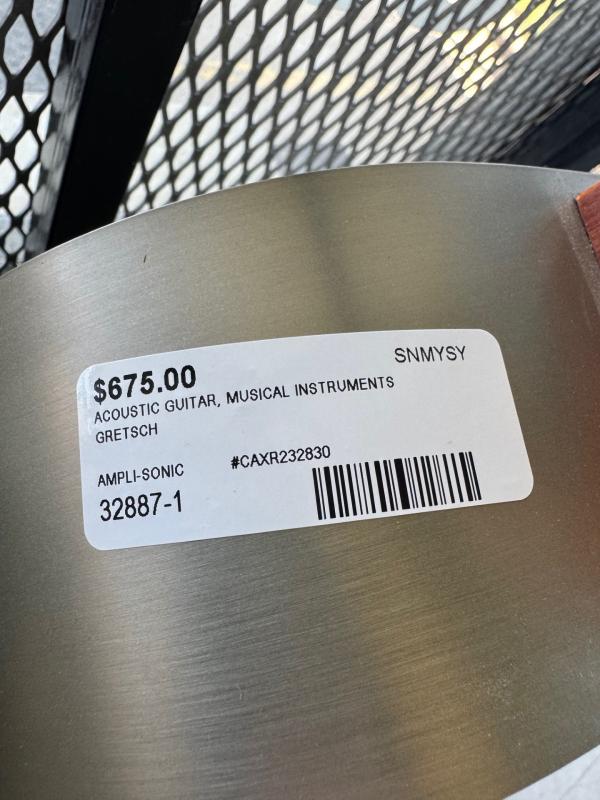 SNMYSY
$675.00
ACOUSTIC GUITAR, MUSICAL INSTRUMENTS
GRETSCH
AMPLI-SONIC #CAXR232830
32887-1